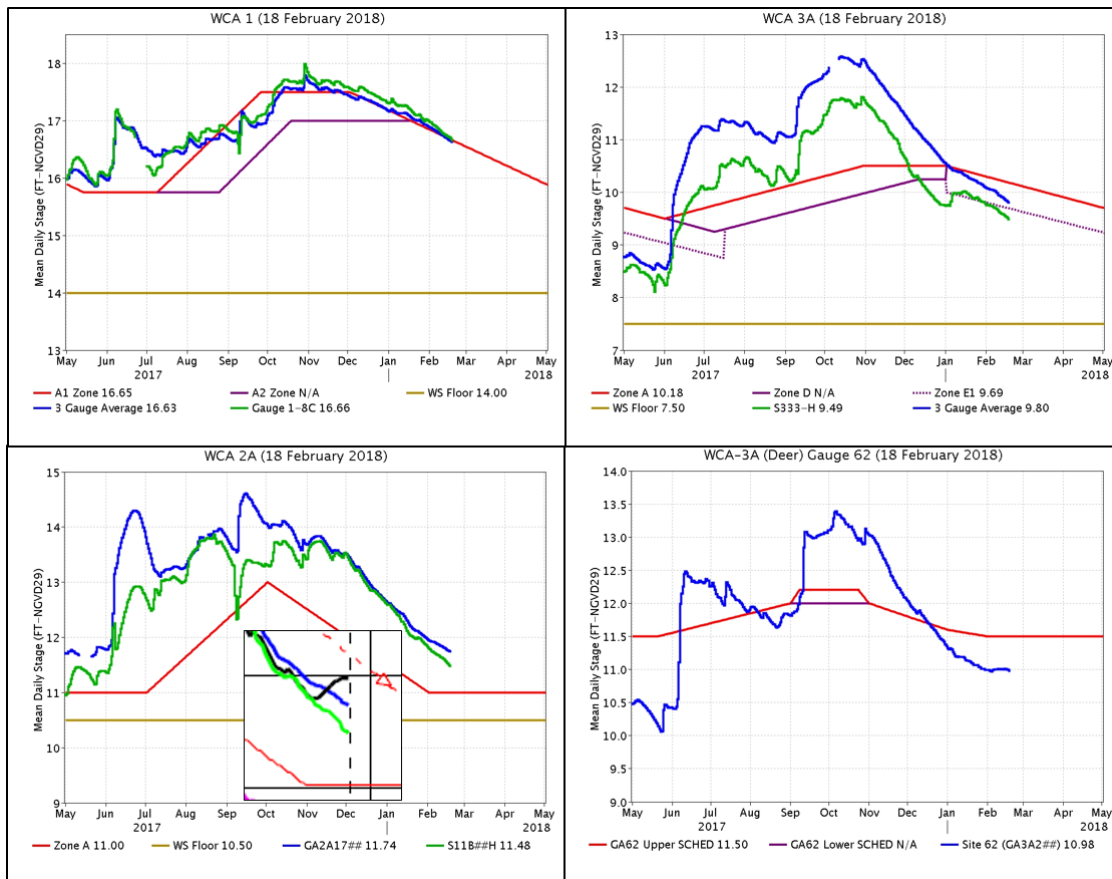 WCA 1 (18 February 2018)
Mean Daily Stage (FT-NGVD29)
18
17
16
15
14
13
May Jun Jul Aug Sep Oct Nov Dec Jan Feb Mar Apr May
2017 2018
A1 Zone 16.65 A2 Zone N/A WS Floor 14.00
3 Gauge Average 16.63 Gauge 1-8C 16.66
WCA 3A (18 February 2018)
Mean Daily Stage (FT-NGVD29)
13
12
11
10
9
8
7
May Jun Jul Aug Sep Oct Nov Dec Jan Feb Mar Apr May
2017 2018
Zone A 10.18 Zone D N/A Zone E1 9.69
WS Floor 7.50 S333-H 9.49 3 Gauge Average 9.80
WCA 2A (18 February 2018)
Mean Daily Stage (FT-NGVD29)
15
14
13
12
11
10
9
May Jun Jul Aug Sep Oct Nov Dec Jan Feb Mar Apr May
2017 2018
Zone A 11.00 WS Floor 10.50 GA2A17## 11.74 S11B##H 11.48
WCA-3A (Deer) Gauge 62 (18 February 2018)
Mean Daily Stage (FT-NGVD29)
14.0
13.5
13.0
12.5
12.0
11.5
11.0
10.5
10.0
9.5
9.0
May Jun Jul Aug Sep Oct Nov Dec Jan Feb Mar Apr May
2017 2018
GA62 Upper SCHED 11.50 GA62 Lower SCHED N/A Site 62 (GA3A2##) 10.98